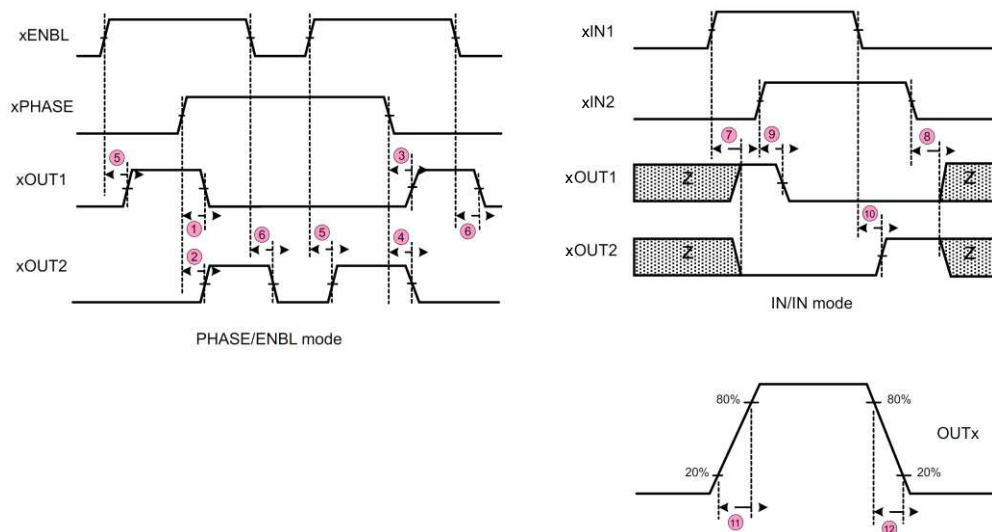 xENBL
xPHASE
5
3
xOUT1
1
6
6
5
2
4
xOUT2
PHASE/ENBL mode
xIN1
xIN2
7
9
8
xOUT1
Z
Z
10
xOUT2
Z
Z
IN/IN mode
80%
80%
OUTx
20%
20%
11
12